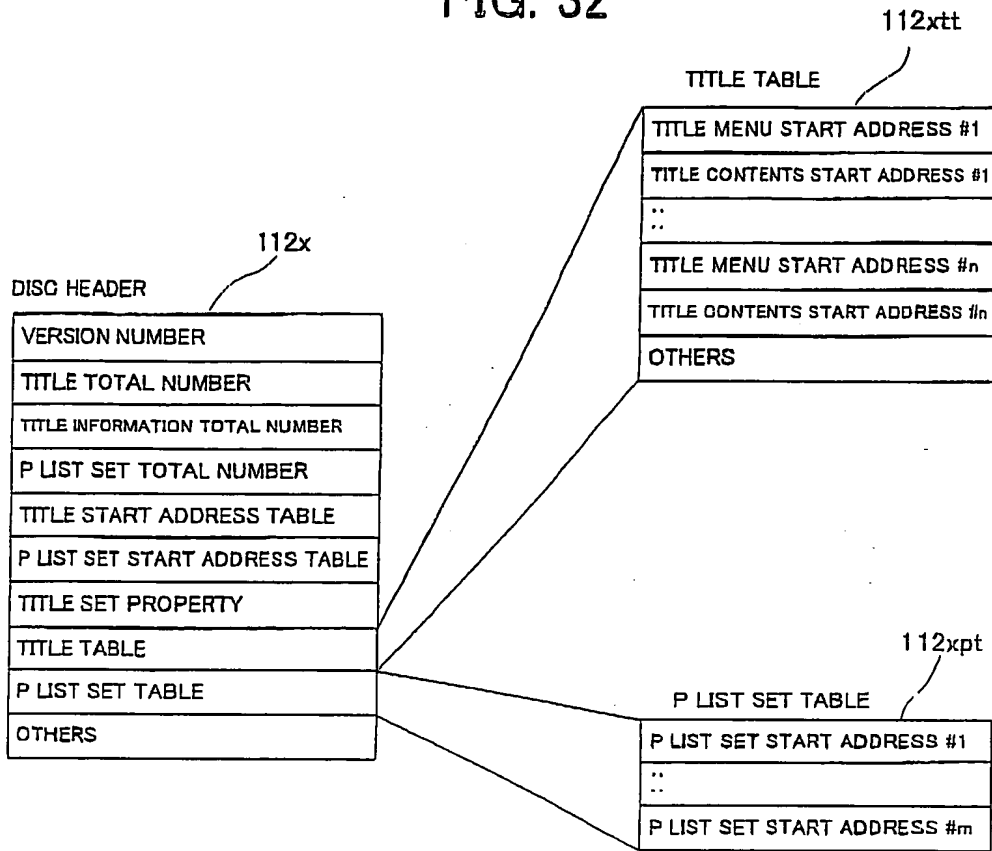 FIG. 32
112xtt
TITLE TABLE
TITLE MENU START ADDRESS #1
TITLE CONTENTS START ADDRESS #1
::
TITLE MENU START ADDRESS #n
TITLE CONTENTS START ADDRESS #n
OTHERS
112x
DISC HEADER
VERSION NUMBER
TITLE TOTAL NUMBER
TITLE INFORMATION TOTAL NUMBER
P LIST SET TOTAL NUMBER
TITLE START ADDRESS TABLE
P LIST SET START ADDRESS TABLE
TITLE SET PROPERTY
TITLE TABLE
P LIST SET TABLE
OTHERS
112xpt
P LIST SET TABLE
P LIST SET START ADDRESS #1
::
P LIST SET START ADDRESS #m